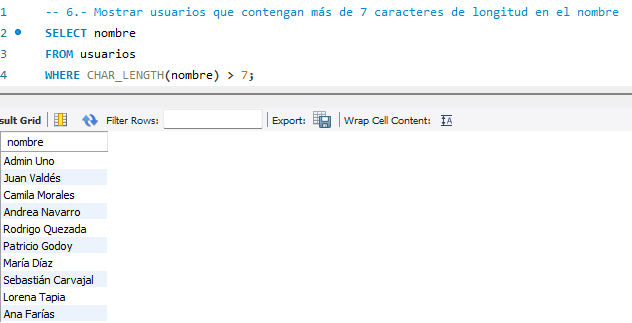 1 -- 6.- Mostrar usuarios que contengan más de 7 caracteres de longitud en el nombre
2 SELECT nombre
3 FROM usuarios
4 WHERE CHAR_LENGTH(nombre) > 7;
sult Grid Filter Rows: Export: Wrap Cell Content: IA
nombre
Admin Uno
Juan Valdés
Camila Morales
Andrea Navarro
Rodrigo Quezada
Patricio Godoy
María Díaz
Sebastián Carvajal
Lorena Tapia
Ana Farías